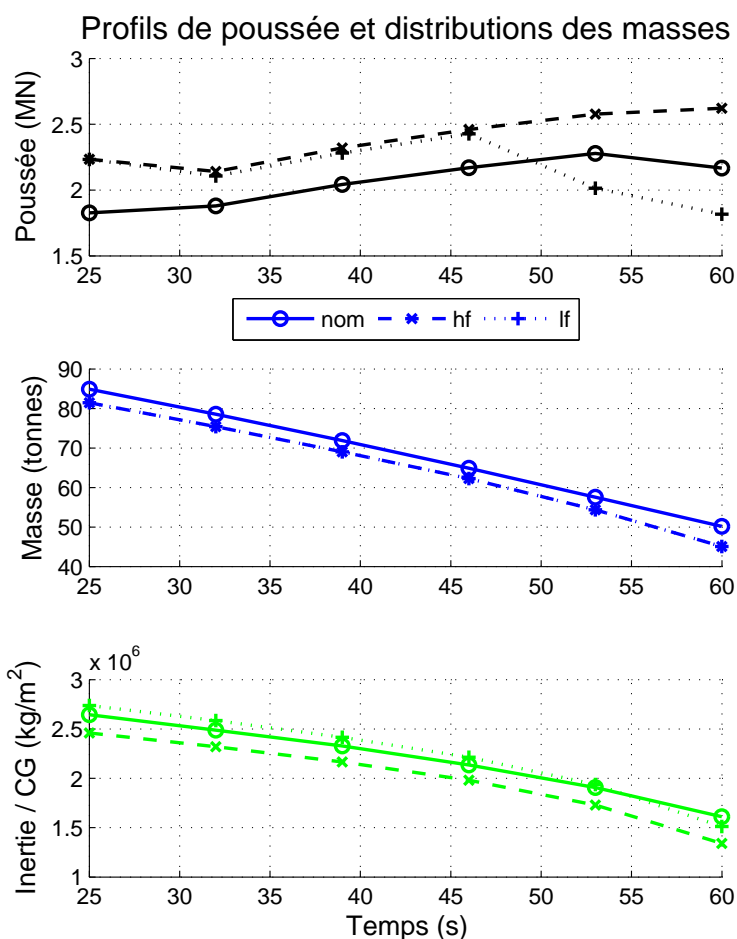 Profils de poussée et distributions des masses
Poussée (MN)
3
2.5
2
1.5
25 30 35 40 45 50 55 60
nom hf lf
Masse (tonnes)
90
80
70
60
50
40
25 30 35 40 45 50 55 60
x 10^6
Inertie / CG (kg/m^2)
3
2.5
2
1.5
1
25 30 35 40 45 50 55 60
Temps (s)